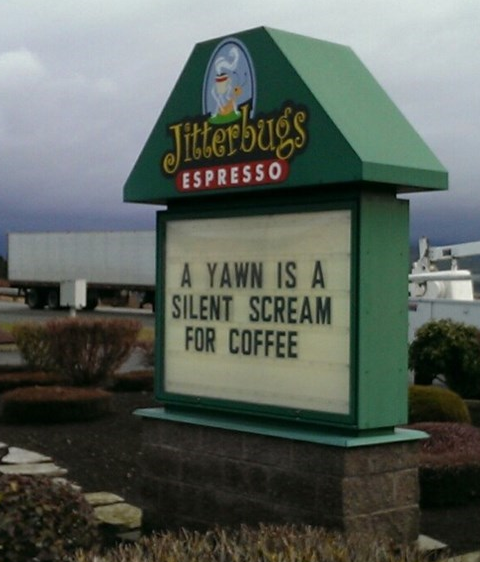 Jitterbugs
ESPRESSO
A YAWN IS A
SILENT SCREAM
FOR COFFEE